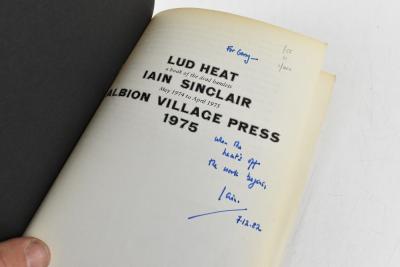 For Gerry—
LUD HEAT
a book of the dead hamlets
IAIN SINCLAIR
May 1974 to April 1975
ALBION VILLAGE PRESS
1975
when the
heat's off
the work begins,
Iain.
7.12.82